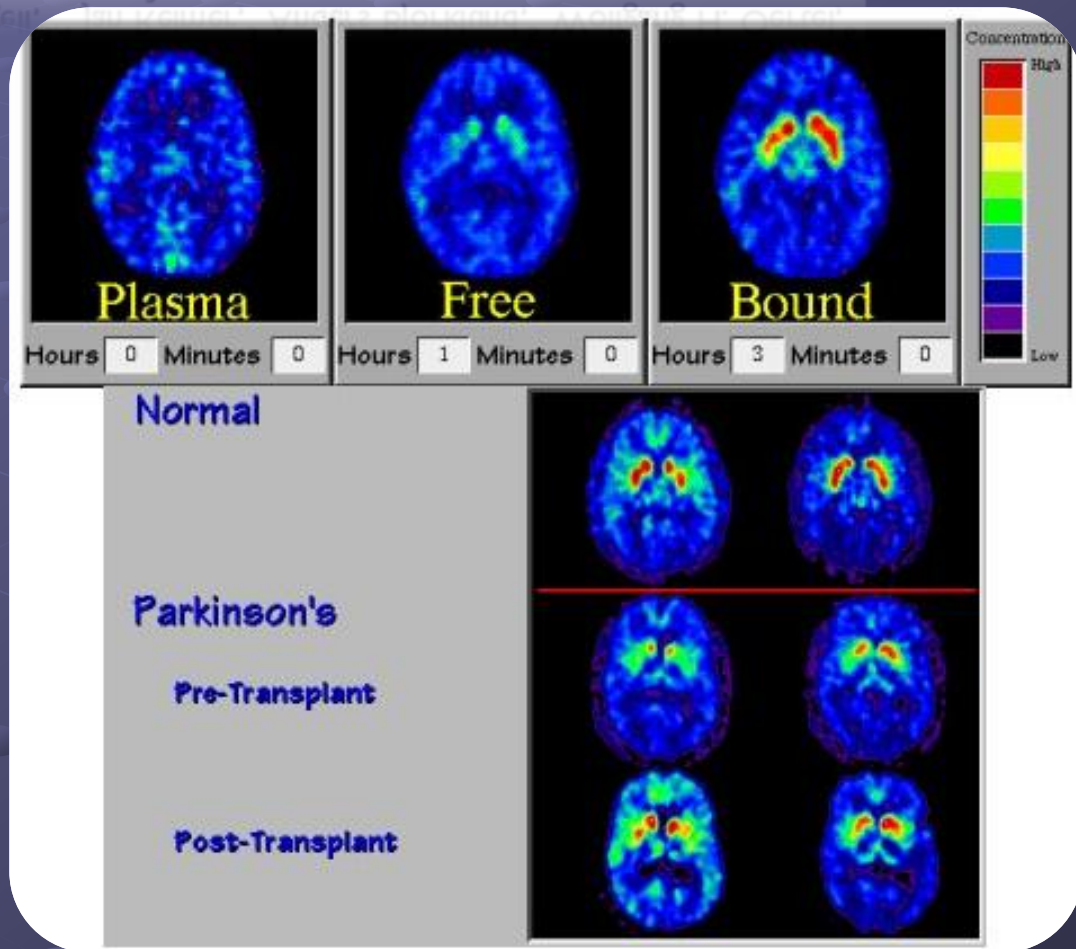 Concentration
High
Low
Plasma
Free
Bound
Hours 0 Minutes 0
Hours 1 Minutes 0
Hours 3 Minutes 0
Normal
Parkinson's
Pre-Transplant
Post-Transplant